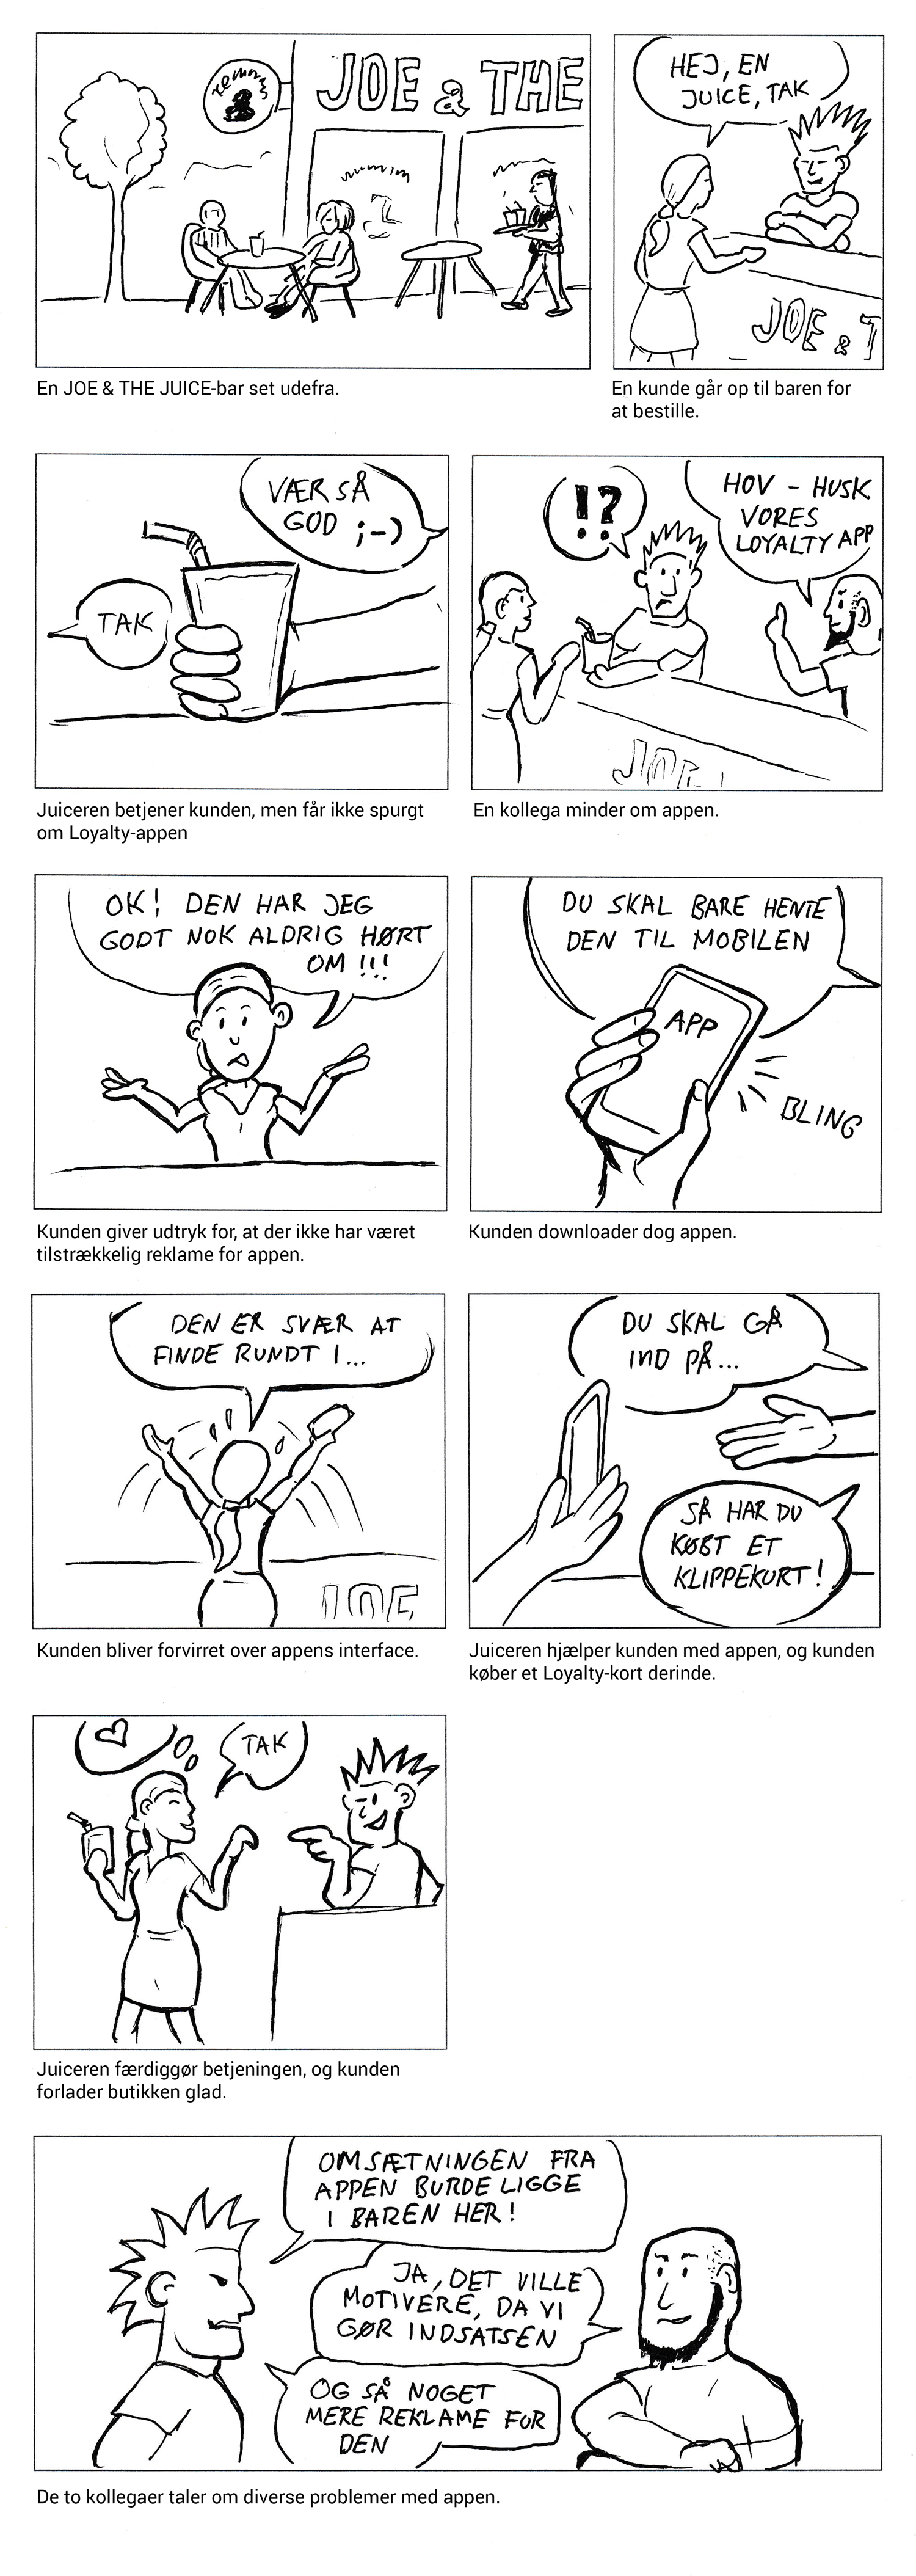 JOE & THE
En JOE & THE JUICE-bar set udefra.
HEJ, EN
JUICE, TAK
JOE & T
En kunde går op til baren for
at bestille.
VÆR SÅ
GOD ;-)
TAK
Juiceren betjener kunden, men får ikke spurgt
om Loyalty-appen
!?
HOV - HUSK
VORES
LOYALTY APP
JOE
En kollega minder om appen.
OK! DEN HAR JEG
GODT NOK ALDRIG HØRT
OM !!!
Kunden giver udtryk for, at der ikke har været
tilstrækkelig reklame for appen.
DU SKAL BARE HENTE
DEN TIL MOBILEN
APP
BLING
Kunden downloader dog appen.
DEN ER SVÆR AT
FINDE RUNDT I...
JOE
Kunden bliver forvirret over appens interface.
DU SKAL GÅ
IND PÅ...
SÅ HAR DU
KØBT ET
KLIPPEKORT!
Juiceren hjælper kunden med appen, og kunden
køber et Loyalty-kort derinde.
TAK
Juiceren færdiggør betjeningen, og kunden
forlader butikken glad.
OMSÆTNINGEN FRA
APPEN BURDE LIGGE
I BAREN HER!
JA, DET VILLE
MOTIVERE, DA VI
GØR INDSATSEN
OG SÅ NOGET
MERE REKLAME FOR
DEN
De to kollegaer taler om diverse problemer med appen.